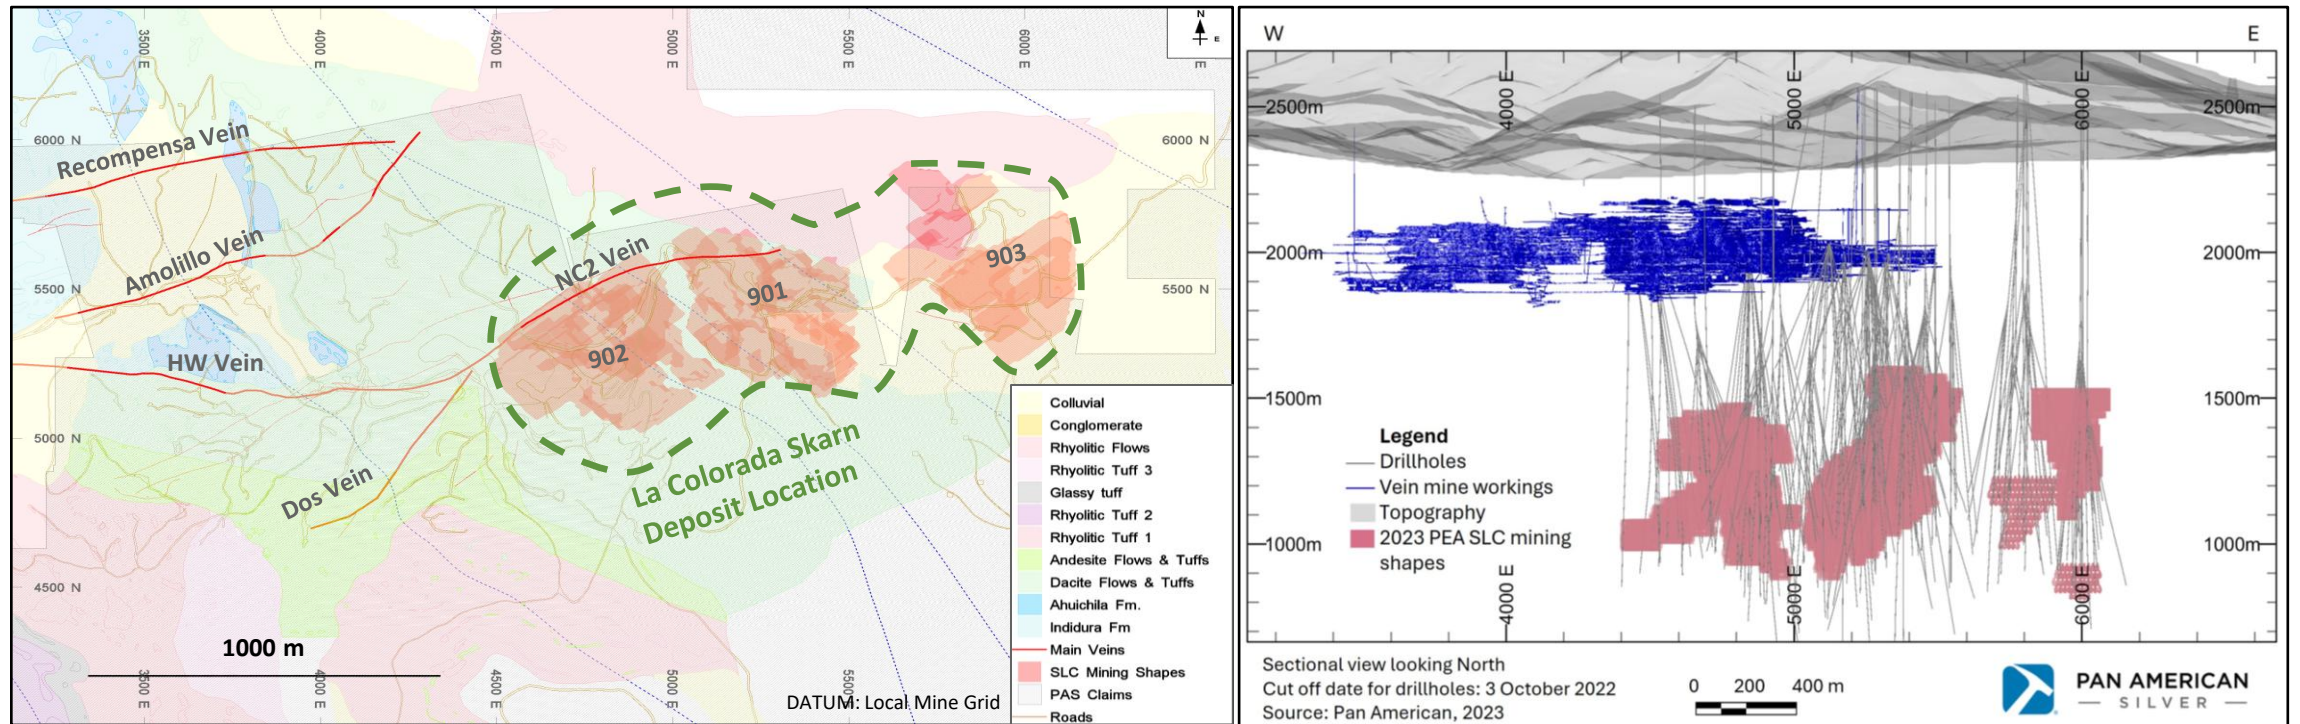 N
E
3500 E
4000 E
4500 E
5000 E
5500 E
6000 E
E
6000 N
6000 N
5500 N
5500 N
5000 N
4500 N
Recompensa Vein
Amolillo Vein
HW Vein
Dos Vein
NC2 Vein
901
902
903
La Colorada Skarn
Deposit Location
1000 m
3500 E
4000 E
4500 E
5000 E
5500 E
DATUM: Local Mine Grid
Colluvial
Conglomerate
Rhyolitic Flows
Rhyolitic Tuff 3
Glassy tuff
Rhyolitic Tuff 2
Rhyolitic Tuff 1
Andesite Flows & Tuffs
Dacite Flows & Tuffs
Ahuichila Fm.
Indidura Fm
Main Veins
SLC Mining Shapes
PAS Claims
Roads
W
E
4000 E
5000 E
6000 E
2500m
2500m
2000m
2000m
1500m
1500m
1000m
1000m
Legend
Drillholes
Vein mine workings
Topography
2023 PEA SLC mining
shapes
4000 E
5000 E
6000 E
Sectional view looking North
Cut off date for drillholes: 3 October 2022
Source: Pan American, 2023
0 200 400 m
PAN AMERICAN
SILVER